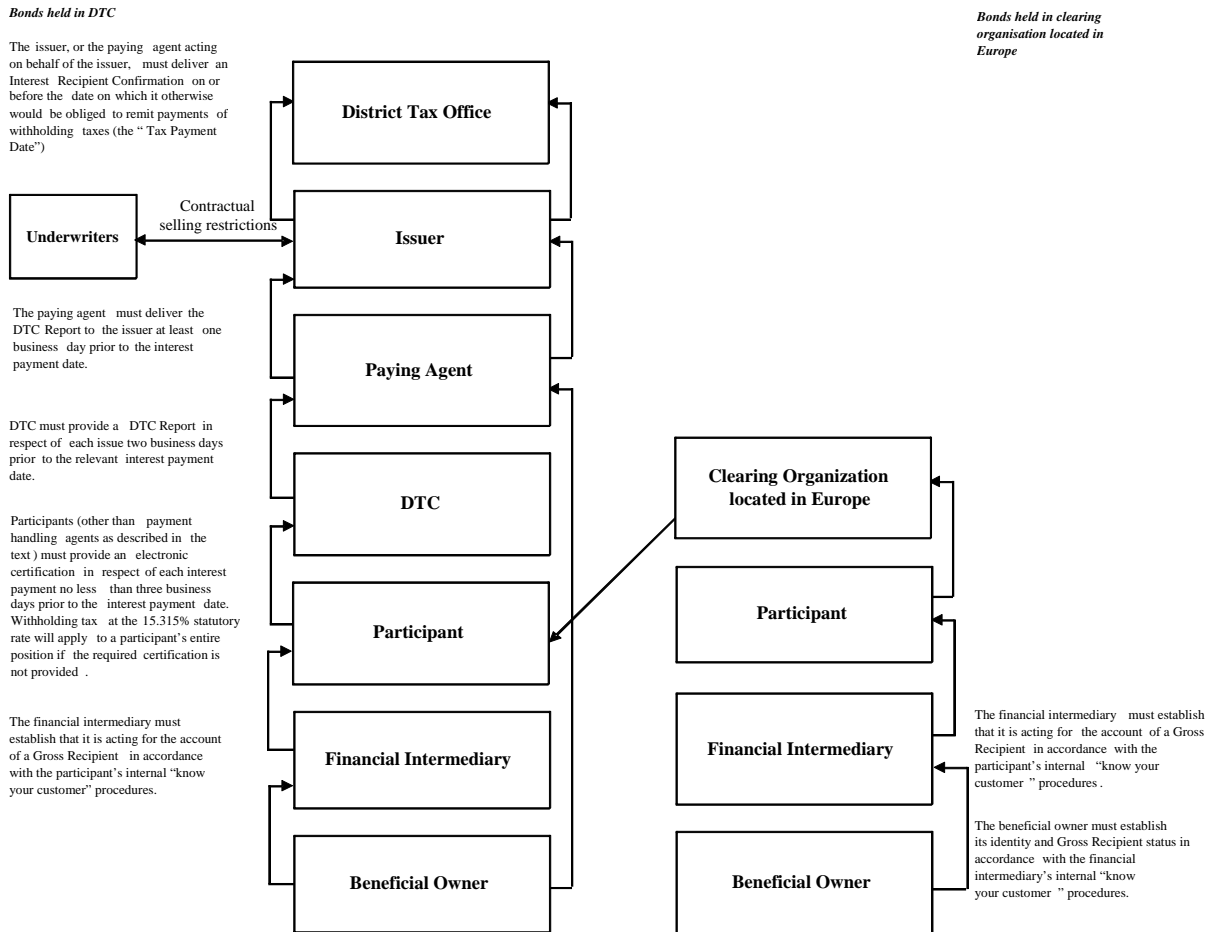 Bonds held in DTC
The issuer, or the paying agent acting
on behalf of the issuer, must deliver an
Interest Recipient Confirmation on or
before the date on which it otherwise
would be obliged to remit payments of
withholding taxes (the “ Tax Payment
Date”)
Bonds held in clearing
organisation located in
Europe
District Tax Office
Underwriters
Contractual
selling restrictions
Issuer
The paying agent must deliver the
DTC Report to the issuer at least one
business day prior to the interest
payment date.
Paying Agent
DTC must provide a DTC Report in
respect of each issue two business days
prior to the relevant interest payment
date.
DTC
Clearing Organization
located in Europe
Participants (other than payment
handling agents as described in the
text ) must provide an electronic
certification in respect of each interest
payment no less than three business
days prior to the interest payment date.
Withholding tax at the 15.315% statutory
rate will apply to a participant’s entire
position if the required certification is
not provided .
Participant
Participant
The financial intermediary must
establish that it is acting for the account
of a Gross Recipient in accordance
with the participant’s internal “know
your customer” procedures.
Financial Intermediary
Financial Intermediary
The financial intermediary must establish
that it is acting for the account of a Gross
Recipient in accordance with the
participant’s internal “know your
customer ” procedures .
Beneficial Owner
Beneficial Owner
The beneficial owner must establish
its identity and Gross Recipient status in
accordance with the financial
intermediary’s internal “know
your customer ” procedures.